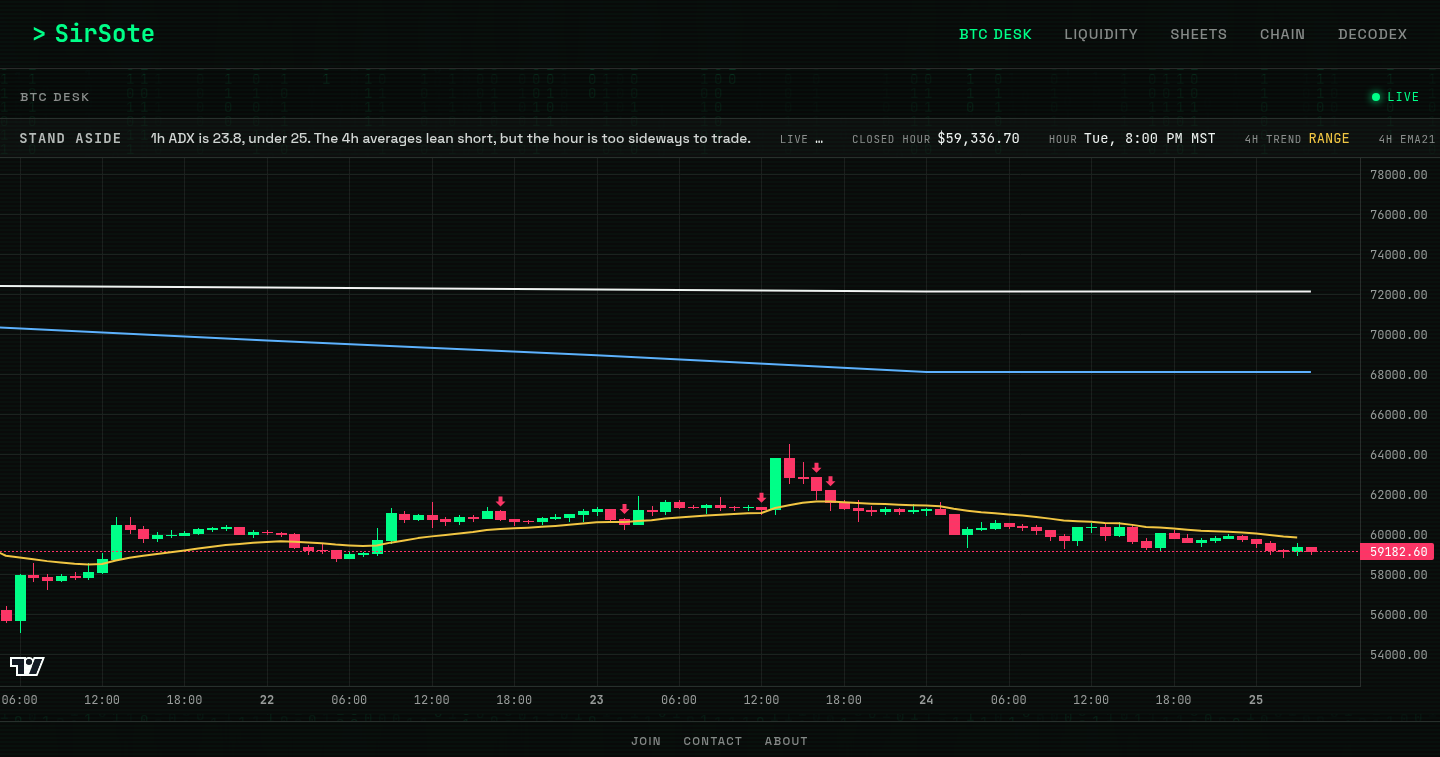 > SirSote
BTC DESK LIQUIDITY SHEETS CHAIN DECODEX
BTC DESK
LIVE
STAND ASIDE 1h ADX is 23.8, under 25. The 4h averages lean short, but the hour is too sideways to trade. LIVE … CLOSED HOUR $59,336.70 HOUR Tue, 8:00 PM MST 4H TREND RANGE 4H EMA21
78000.00
76000.00
74000.00
72000.00
70000.00
68000.00
66000.00
64000.00
62000.00
60000.00
59182.60
58000.00
56000.00
54000.00
06:00 12:00 18:00 22 06:00 12:00 18:00 23 06:00 12:00 18:00 24 06:00 12:00 18:00 25
JOIN CONTACT ABOUT